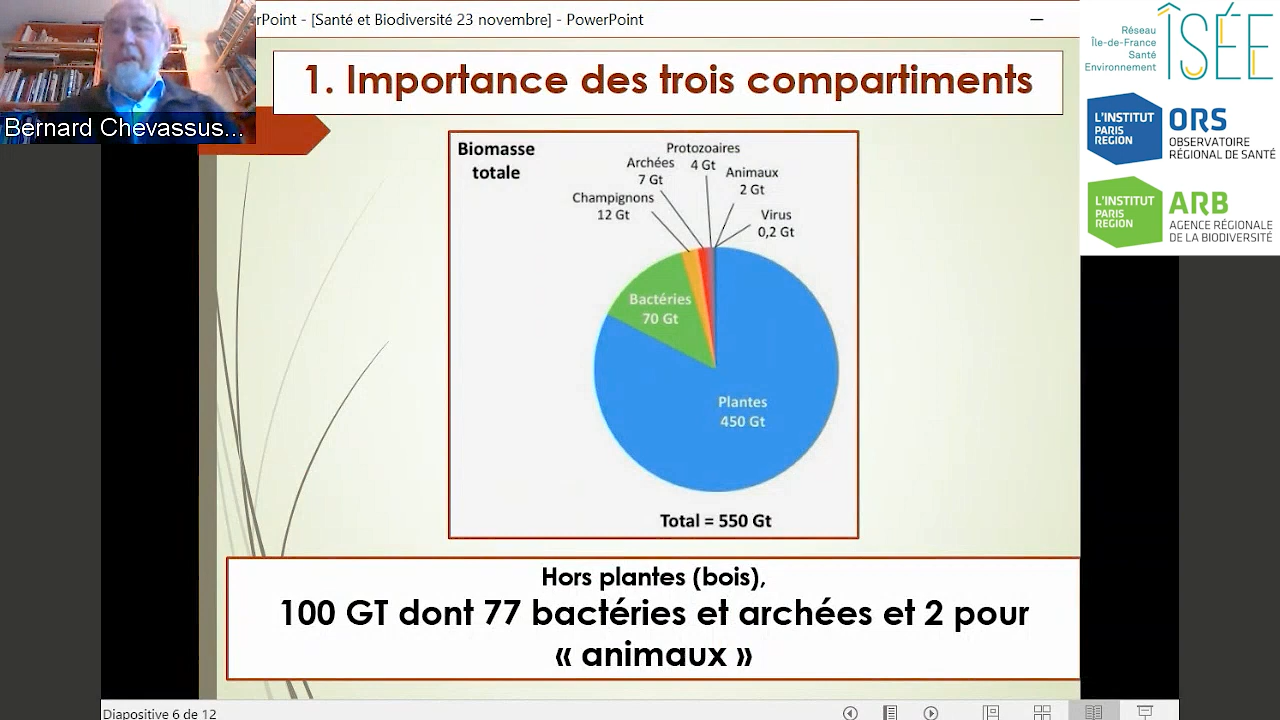 erPoint - [Santé et Biodiversité 23 novembre] - PowerPoint
Bernard Chevassus...
1. Importance des trois compartiments
Biomasse
totale
Protozoaires
4 Gt
Archées
7 Gt
Animaux
2 Gt
Champignons
12 Gt
Virus
0,2 Gt
Bactéries
70 Gt
Plantes
450 Gt
Total = 550 Gt
Hors plantes (bois),
100 GT dont 77 bactéries et archées et 2 pour
« animaux »
Diapositive 6 de 12
Réseau
Île-de-France
Santé
Environnement
ÎSÉE
L'INSTITUT
PARIS
REGION
ORS
OBSERVATOIRE
RÉGIONAL DE SANTÉ
L'INSTITUT
PARIS
REGION
ARB
AGENCE RÉGIONALE
DE LA BIODIVERSITÉ